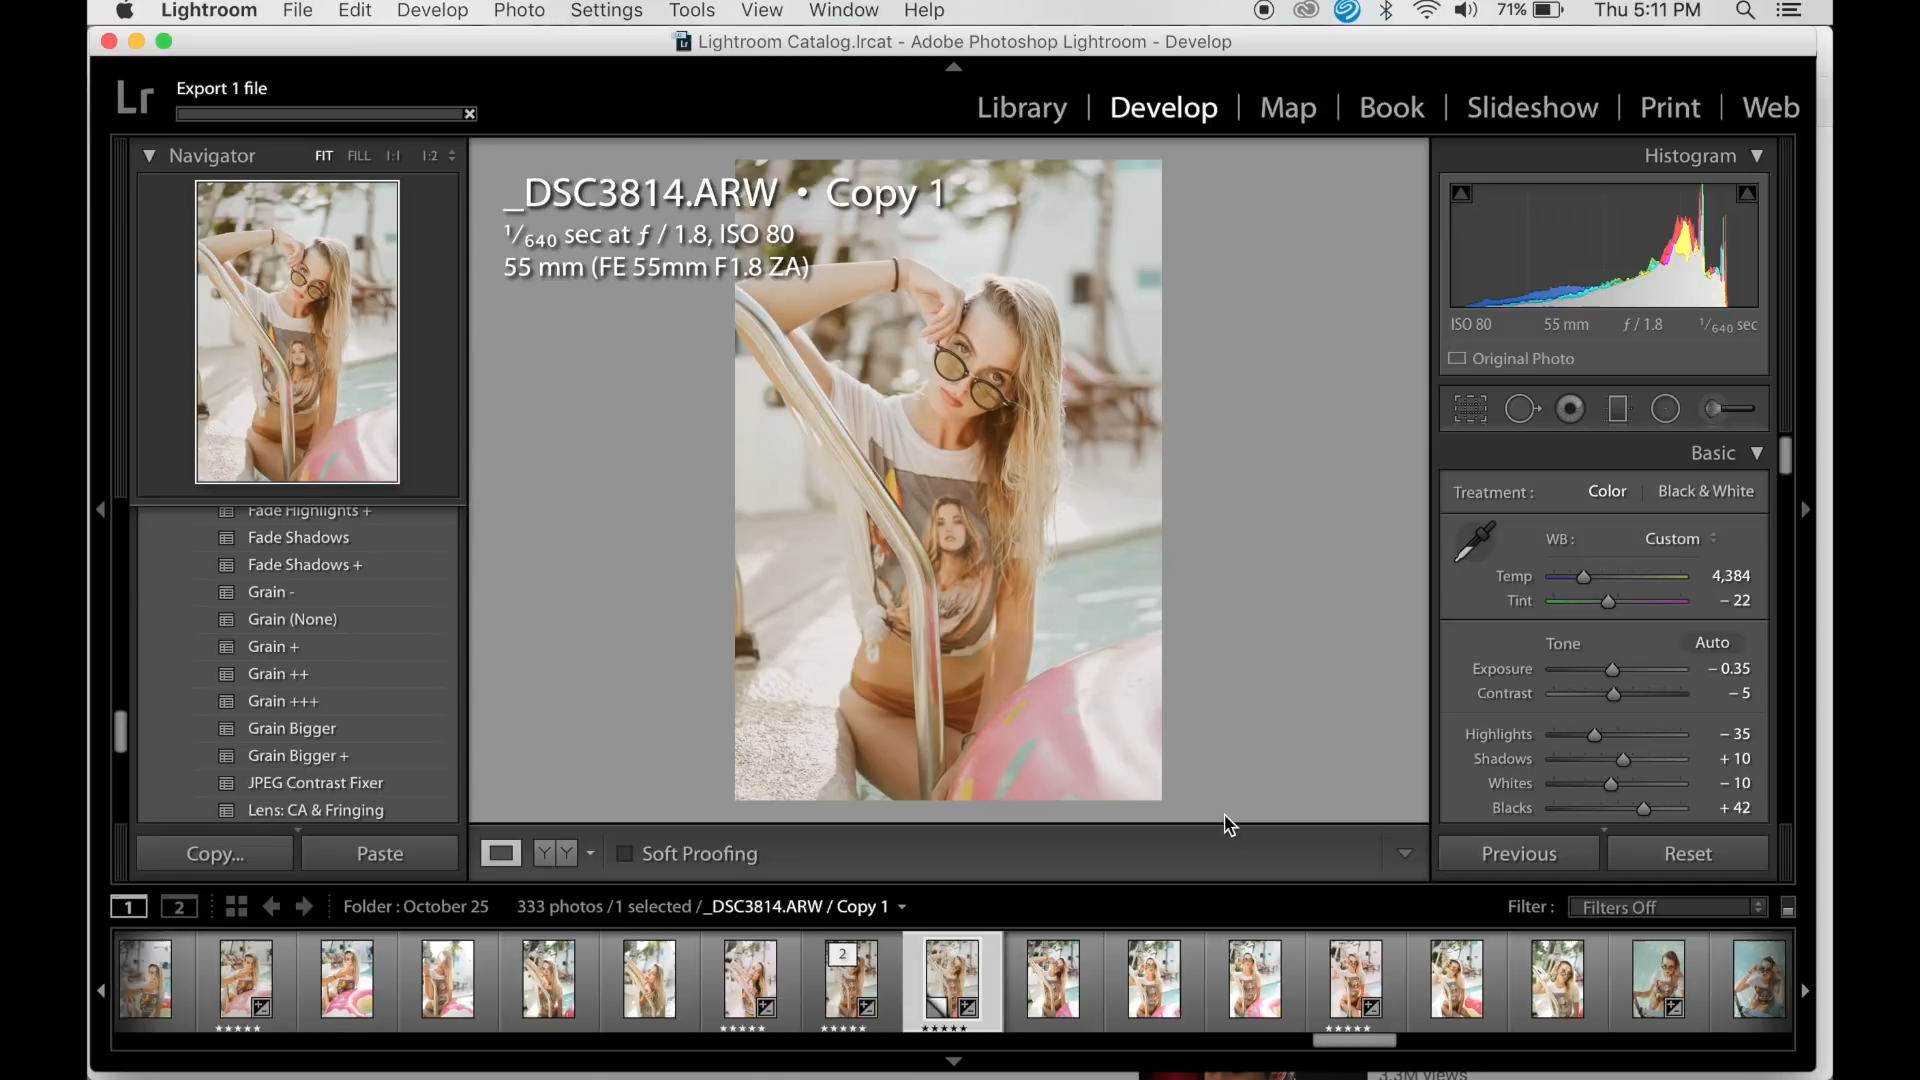 Lightroom File Edit Develop Photo Settings Tools View Window Help 71% Thu 5:11 PM
Lr Lightroom Catalog.lrcat - Adobe Photoshop Lightroom - Develop
Lr Export 1 file
Library | Develop | Map | Book | Slideshow | Print | Web
Navigator FIT FILL 1:1 1:2
Fade Highlights +
Fade Shadows
Fade Shadows +
Grain -
Grain (None)
Grain +
Grain ++
Grain +++
Grain Bigger
Grain Bigger +
JPEG Contrast Fixer
Lens: CA & Fringing
Copy... Paste
_DSC3814.ARW • Copy 1
1/640 sec at ƒ / 1.8, ISO 80
55 mm (FE 55mm F1.8 ZA)
Y Y Soft Proofing
Histogram
ISO 80 55 mm ƒ / 1.8 1/640 sec
Original Photo
Basic
Treatment : Color | Black & White
WB : Custom
Temp 4,384
Tint − 22
Tone Auto
Exposure − 0.35
Contrast − 5
Highlights − 35
Shadows + 10
Whites − 10
Blacks + 42
Previous Reset
1 2 Folder : October 25 333 photos / 1 selected / _DSC3814.ARW / Copy 1 Filter : Filters Off
2
3.3M views